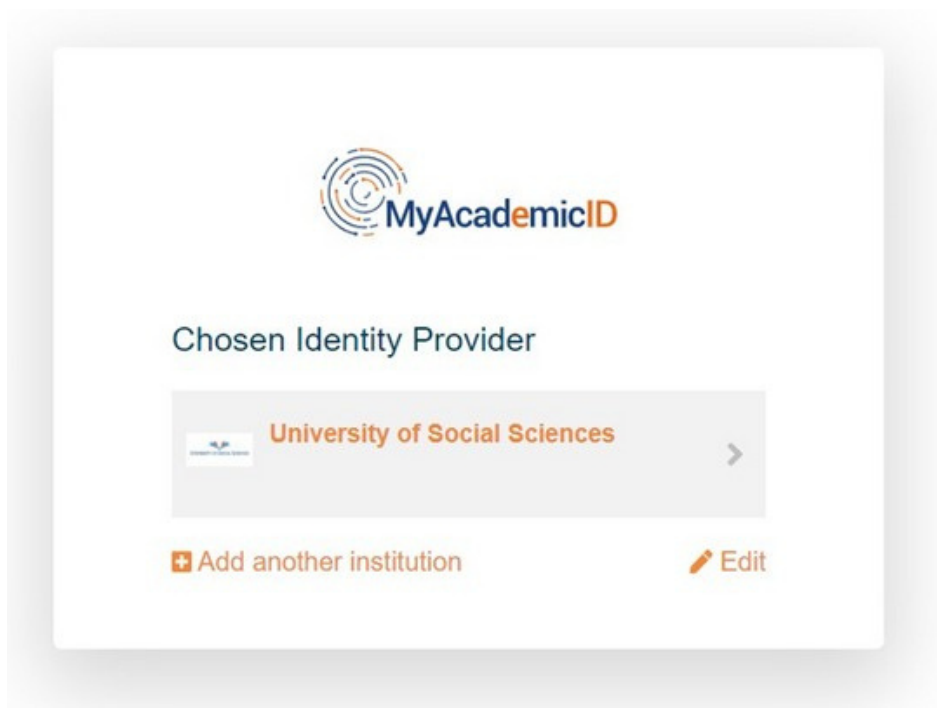 MyAcademicID
Chosen Identity Provider
University of Social Sciences
Add another institution
Edit